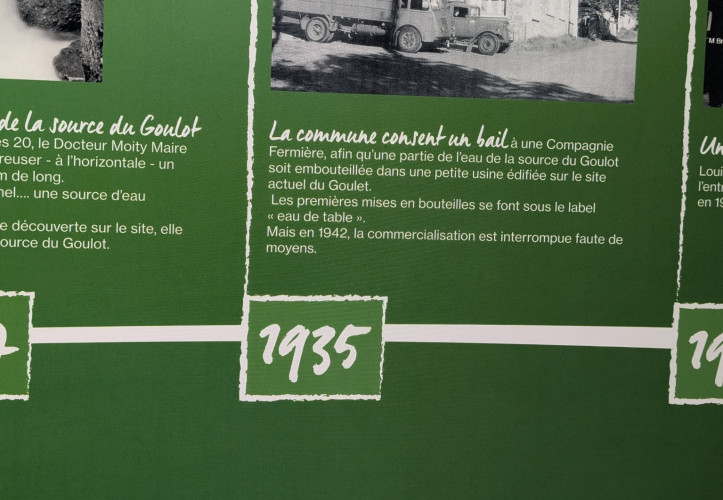 de la source du Goulot
es 20, le Docteur Moity Maire
reuser - à l'horizontale - un
m de long.
nel.... une source d'eau
e découverte sur le site, elle
ource du Goulot.
La commune consent un bail à une Compagnie
Fermière, afin qu'une partie de l'eau de la source du Goulot
soit embouteillée dans une petite usine édifiée sur le site
actuel du Goulet.
Les premières mises en bouteilles se font sous le label
« eau de table ».
Mais en 1942, la commercialisation est interrompue faute de
moyens.
1935
Un
Loui
l'ent
en 19
19